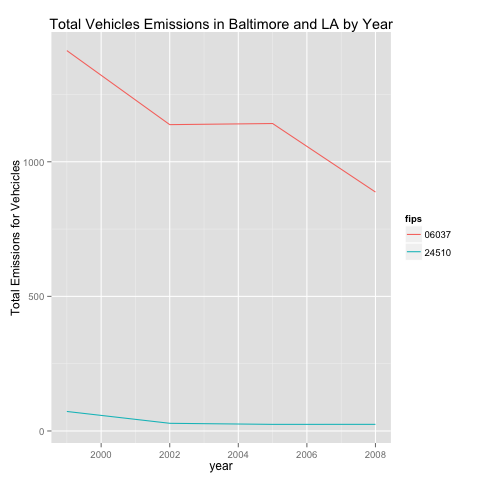 Total Vehicles Emissions in Baltimore and LA by Year
Total Emissions for Vehcicles
1000
500
0
2000
2002
2004
2006
2008
year
fips
06037
24510